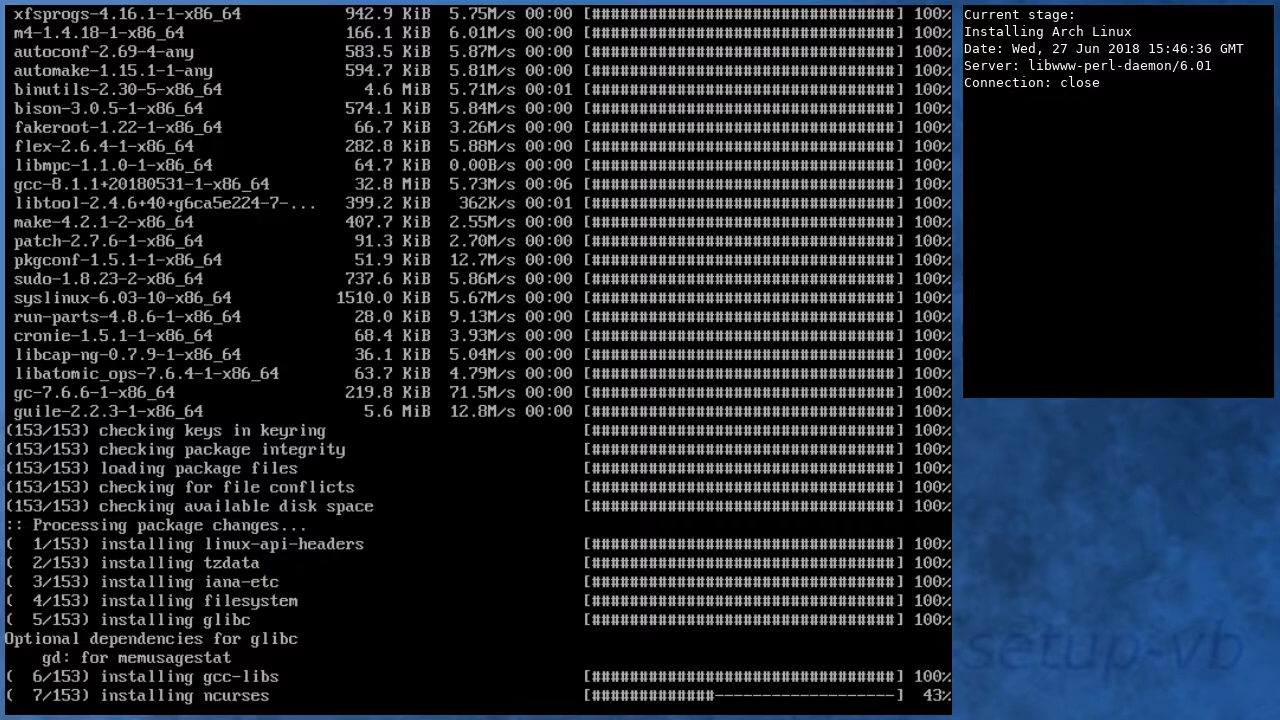 xfsprogs-4.16.1-1-x86_64 942.9 KiB 5.75M/s 00:00 [################################] 100%
m4-1.4.18-1-x86_64 166.1 KiB 6.01M/s 00:00 [################################] 100%
autoconf-2.69-4-any 583.5 KiB 5.87M/s 00:00 [################################] 100%
automake-1.15.1-1-any 594.7 KiB 5.81M/s 00:00 [################################] 100%
binutils-2.30-5-x86_64 4.6 MiB 5.71M/s 00:01 [################################] 100%
bison-3.0.5-1-x86_64 574.1 KiB 5.84M/s 00:00 [################################] 100%
fakeroot-1.22-1-x86_64 66.7 KiB 3.26M/s 00:00 [################################] 100%
flex-2.6.4-1-x86_64 282.8 KiB 5.88M/s 00:00 [################################] 100%
libmpc-1.1.0-1-x86_64 64.7 KiB 0.00B/s 00:00 [################################] 100%
gcc-8.1.1+20180531-1-x86_64 32.8 MiB 5.73M/s 00:06 [################################] 100%
libtool-2.4.6+40+g6ca5e224-7-... 399.2 KiB 362K/s 00:01 [################################] 100%
make-4.2.1-2-x86_64 407.7 KiB 2.55M/s 00:00 [################################] 100%
patch-2.7.6-1-x86_64 91.3 KiB 2.70M/s 00:00 [################################] 100%
pkgconf-1.5.1-1-x86_64 51.9 KiB 12.7M/s 00:00 [################################] 100%
sudo-1.8.23-2-x86_64 737.6 KiB 5.86M/s 00:00 [################################] 100%
syslinux-6.03-10-x86_64 1510.0 KiB 5.67M/s 00:00 [################################] 100%
run-parts-4.8.6-1-x86_64 28.0 KiB 9.13M/s 00:00 [################################] 100%
cronie-1.5.1-1-x86_64 68.4 KiB 3.93M/s 00:00 [################################] 100%
libcap-ng-0.7.9-1-x86_64 36.1 KiB 5.04M/s 00:00 [################################] 100%
libatomic_ops-7.6.4-1-x86_64 63.7 KiB 4.79M/s 00:00 [################################] 100%
gc-7.6.6-1-x86_64 219.8 KiB 71.5M/s 00:00 [################################] 100%
guile-2.2.3-1-x86_64 5.6 MiB 12.8M/s 00:00 [################################] 100%
(153/153) checking keys in keyring [################################] 100%
(153/153) checking package integrity [################################] 100%
(153/153) loading package files [################################] 100%
(153/153) checking for file conflicts [################################] 100%
(153/153) checking available disk space [################################] 100%
:: Processing package changes...
( 1/153) installing linux-api-headers [################################] 100%
( 2/153) installing tzdata [################################] 100%
( 3/153) installing iana-etc [################################] 100%
( 4/153) installing filesystem [################################] 100%
( 5/153) installing glibc [################################] 100%
Optional dependencies for glibc
gd: for memusagestat
( 6/153) installing gcc-libs [################################] 100%
( 7/153) installing ncurses [#############-------------------] 43%
Current stage:
Installing Arch Linux
Date: Wed, 27 Jun 2018 15:46:36 GMT
Server: libwww-perl-daemon/6.01
Connection: close
setup-vb